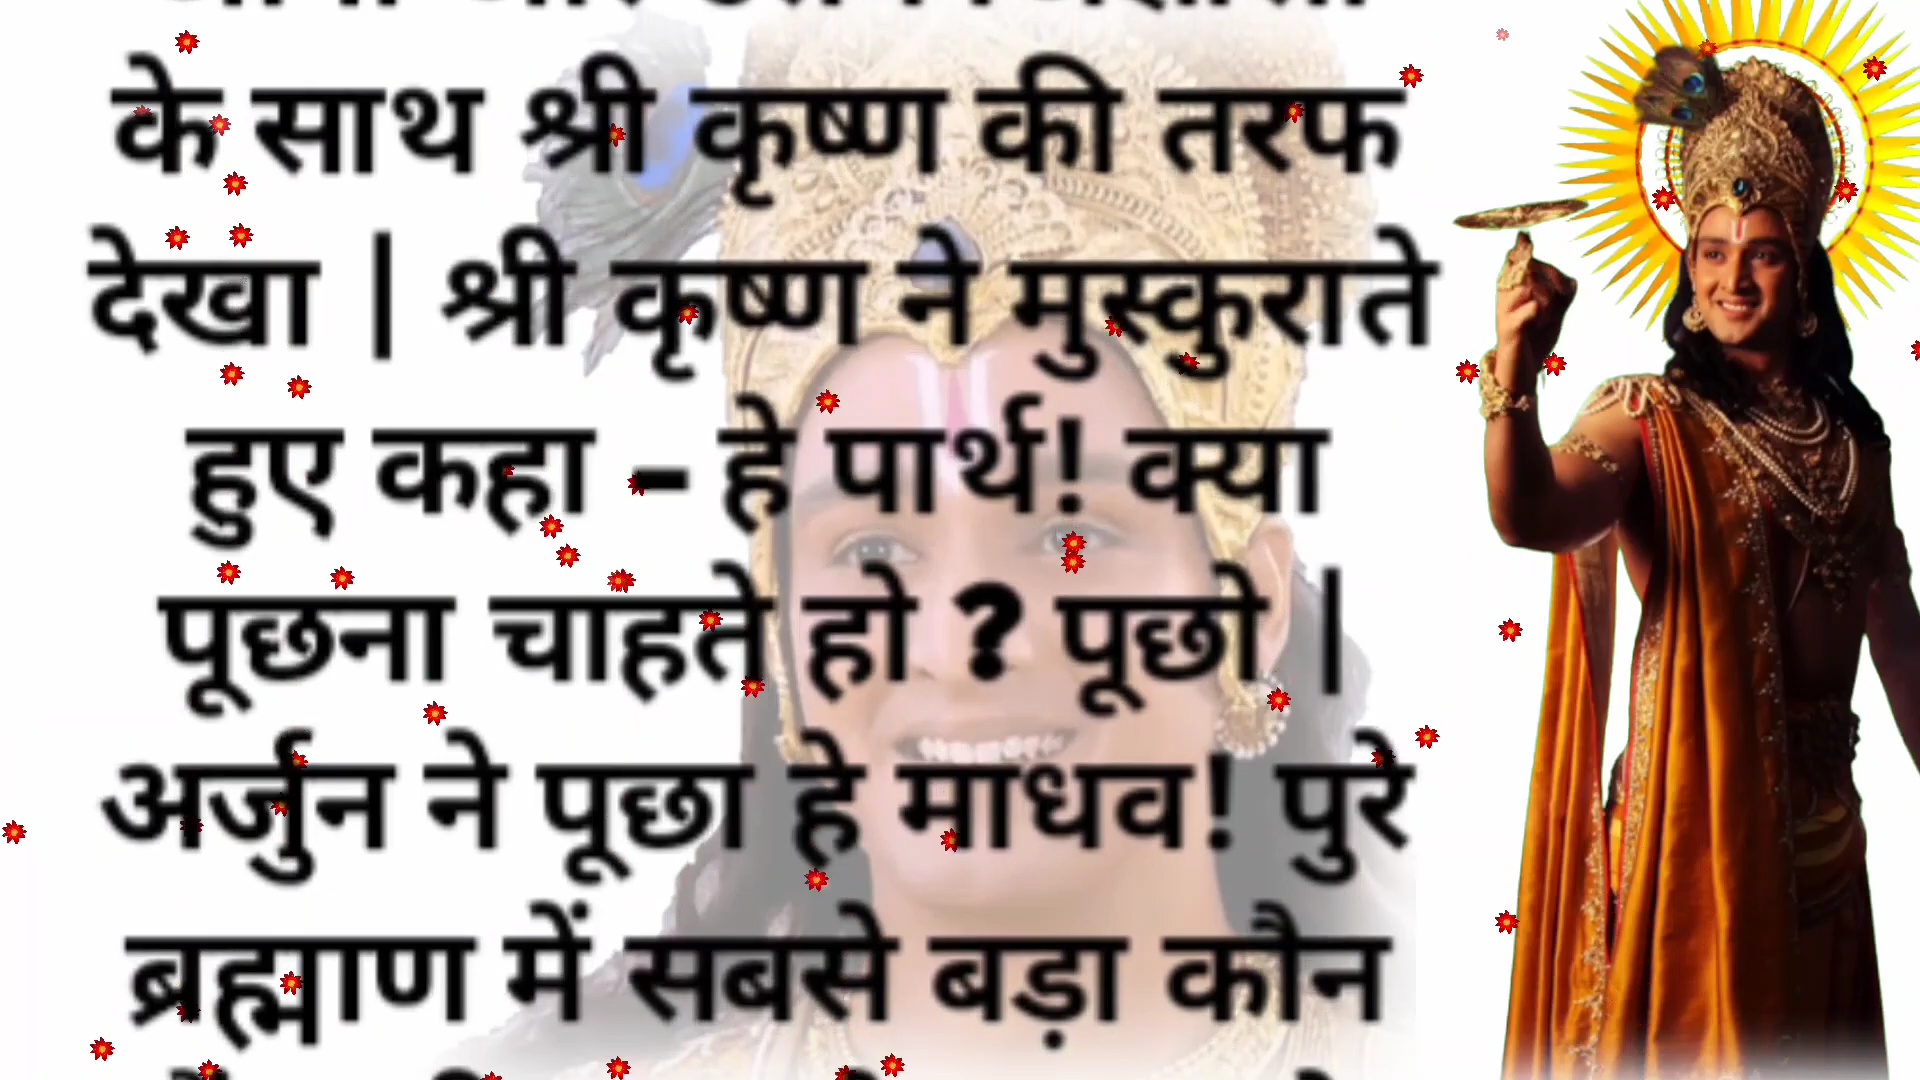 के साथ श्री कृष्ण की तरफ
देखा | श्री कृष्ण ने मुस्कुराते
हुए कहा - हे पार्थ! क्या
पूछना चाहते हो ? पूछो |
अर्जुन ने पूछा हे माधव! पुरे
ब्रह्माण में सबसे बड़ा कौन